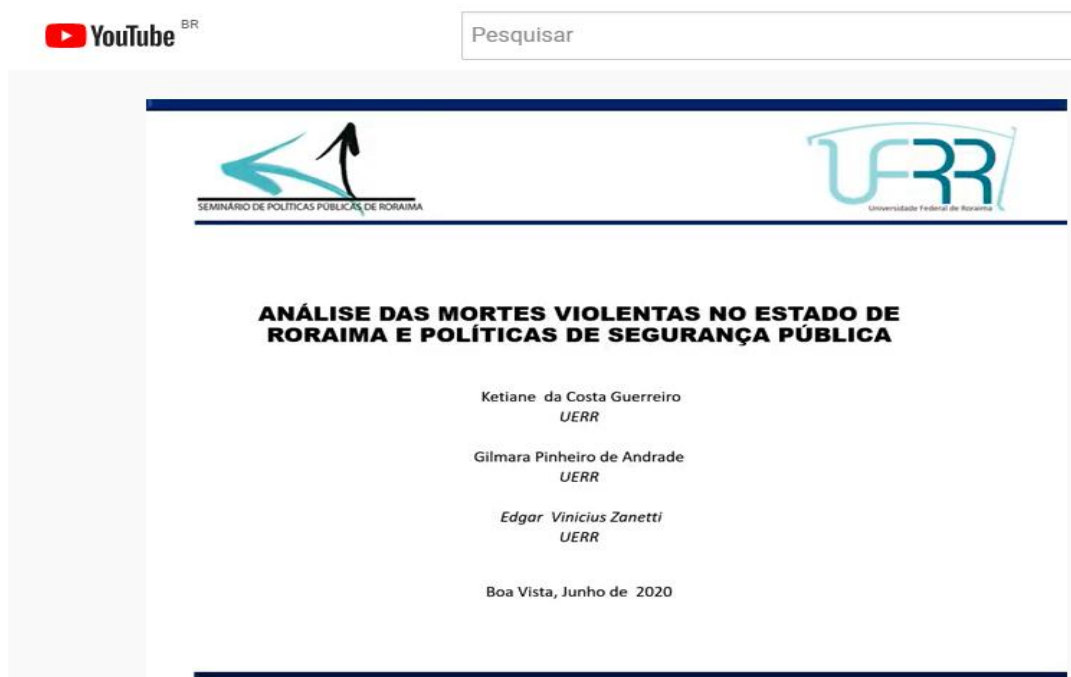 YouTube BR
Pesquisar
SEMINÁRIO DE POLÍTICAS PÚBLICAS DE RORAIMA
UFRR
Universidade Federal de Roraima
ANÁLISE DAS MORTES VIOLENTAS NO ESTADO DE
RORAIMA E POLÍTICAS DE SEGURANÇA PÚBLICA
Ketiane da Costa Guerreiro
UERR
Gilmara Pinheiro de Andrade
UERR
Edgar Vinicius Zanetti
UERR
Boa Vista, Junho de 2020